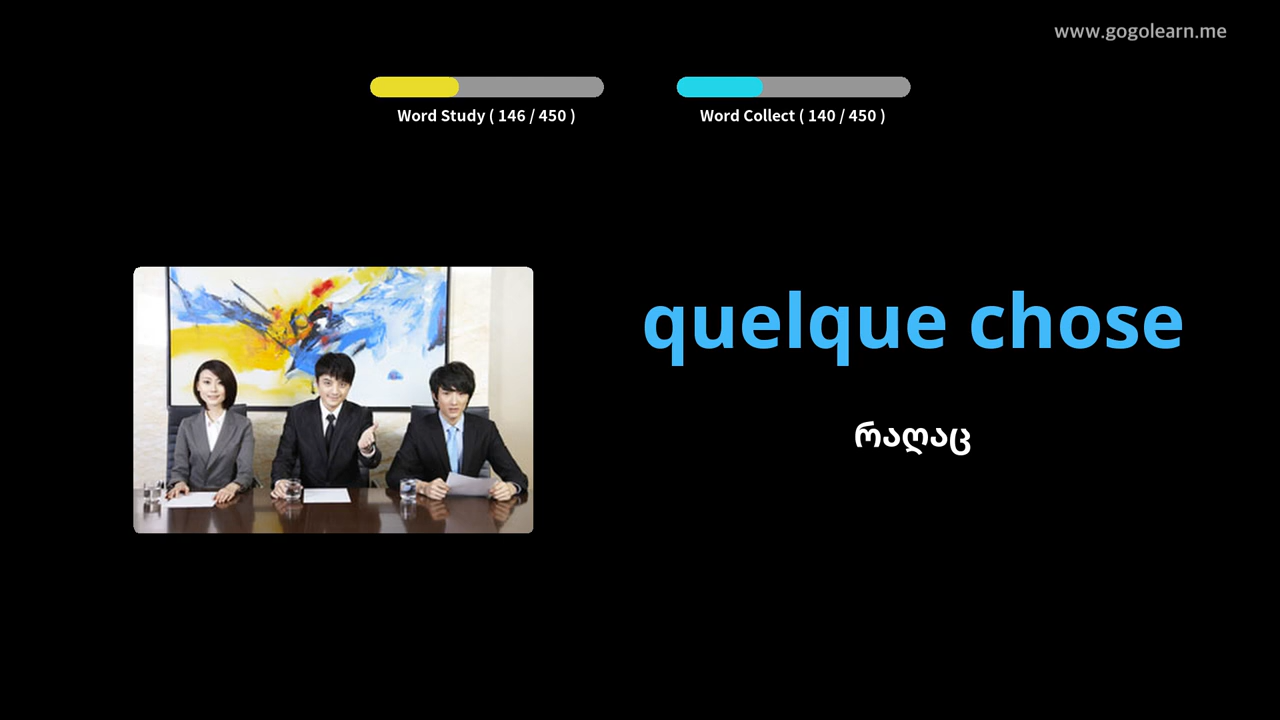 www.gogolearn.me
Word Study ( 146 / 450 )
Word Collect ( 140 / 450 )
quelque chose
რაღაც